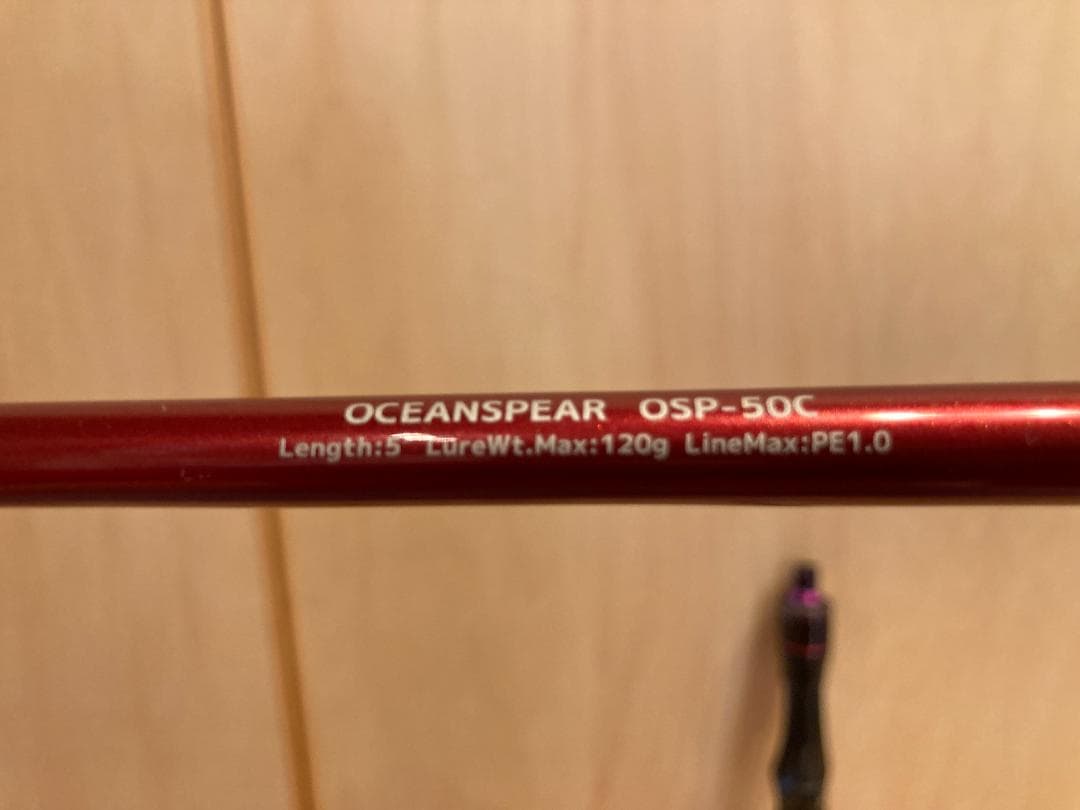 OCEANSPEAR OSP-50C
Length:5 LureWt.Max:120g LineMax:PE1.0